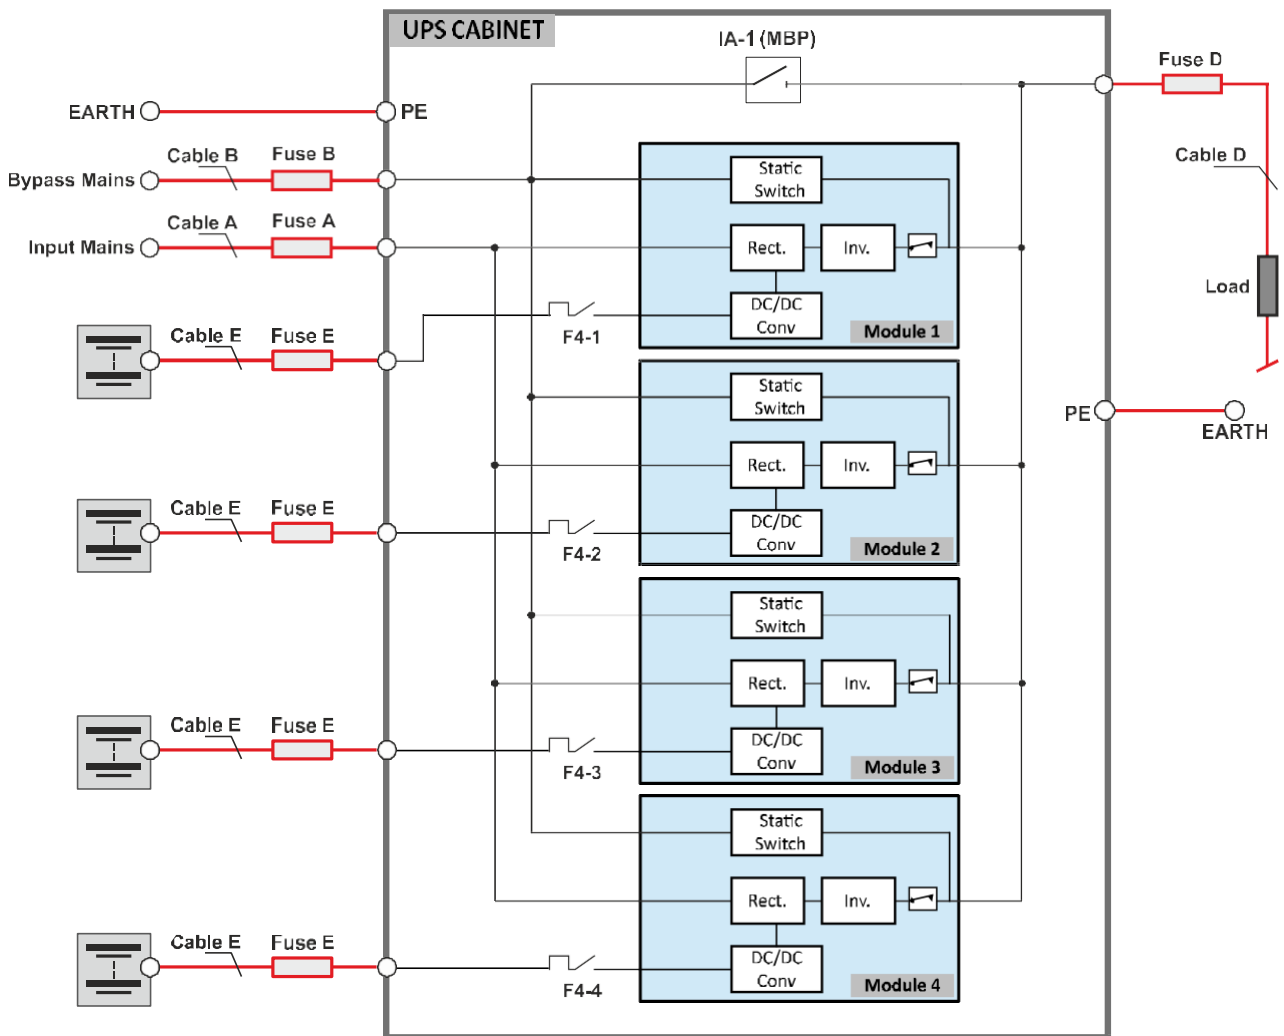 UPS CABINET
IA-1 (MBP)
Fuse D
EARTH
PE
Cable B
Fuse B
Bypass Mains
Static
Switch
Cable D
Cable A
Fuse A
Input Mains
Rect.
Inv.
Load
DC/DC
Conv
Module 1
F4-1
Cable E
Fuse E
Static
Switch
PE
EARTH
Rect.
Inv.
Cable E
Fuse E
F4-2
DC/DC
Conv
Module 2
Static
Switch
Rect.
Inv.
Cable E
Fuse E
F4-3
DC/DC
Conv
Module 3
Static
Switch
Rect.
Inv.
Cable E
Fuse E
F4-4
DC/DC
Conv
Module 4